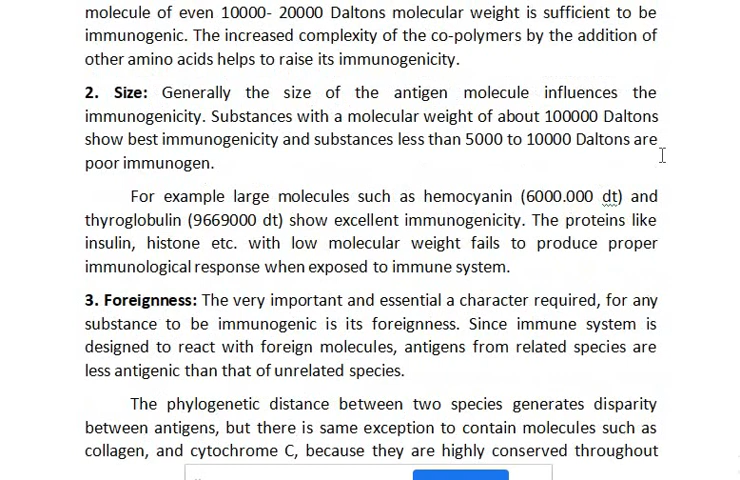 molecule of even 10000- 20000 Daltons molecular weight is sufficient to be
immunogenic. The increased complexity of the co-polymers by the addition of
other amino acids helps to raise its immunogenicity.
2. Size: Generally the size of the antigen molecule influences the
immunogenicity. Substances with a molecular weight of about 100000 Daltons
show best immunogenicity and substances less than 5000 to 10000 Daltons are
poor immunogen.
For example large molecules such as hemocyanin (6000.000 dt) and
thyroglobulin (9669000 dt) show excellent immunogenicity. The proteins like
insulin, histone etc. with low molecular weight fails to produce proper
immunological response when exposed to immune system.
3. Foreignness: The very important and essential a character required, for any
substance to be immunogenic is its foreignness. Since immune system is
designed to react with foreign molecules, antigens from related species are
less antigenic than that of unrelated species.
The phylogenetic distance between two species generates disparity
between antigens, but there is same exception to contain molecules such as
collagen, and cytochrome C, because they are highly conserved throughout